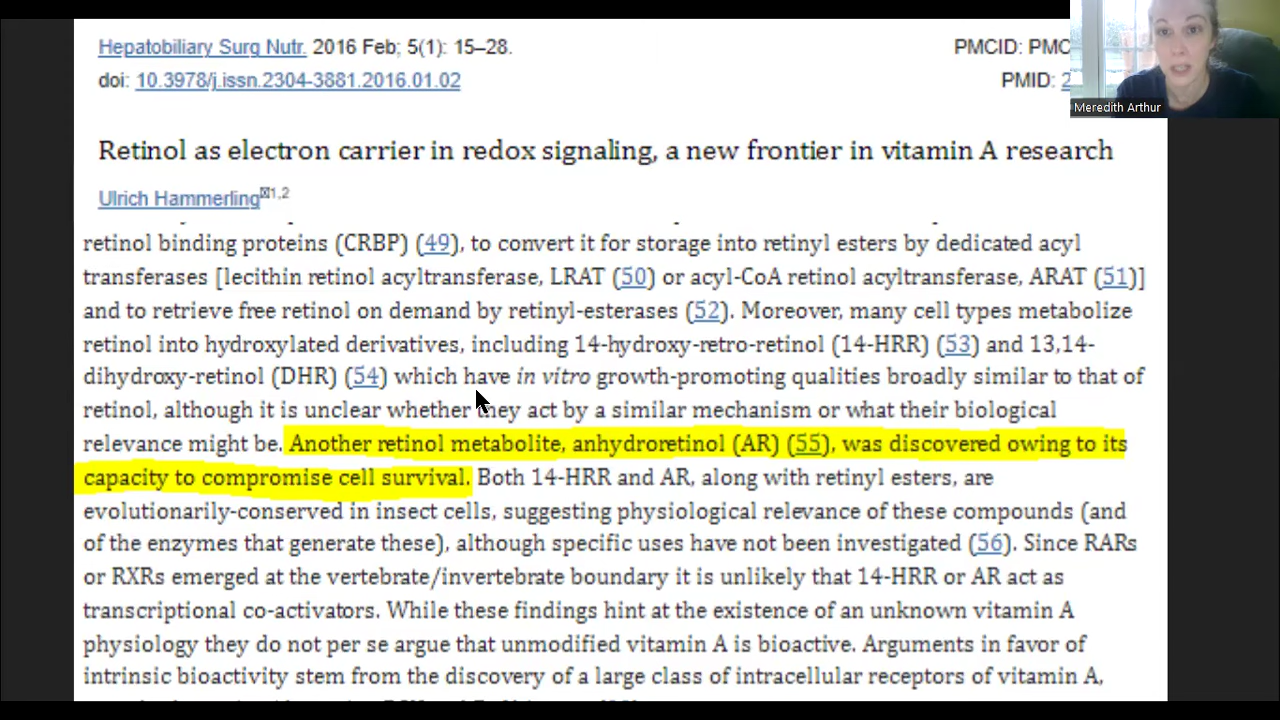 Hepatobiliary Surg Nutr. 2016 Feb; 5(1): 15–28. PMCID: PMC
doi: 10.3978/j.issn.2304-3881.2016.01.02 PMID: 2
Meredith Arthur
Retinol as electron carrier in redox signaling, a new frontier in vitamin A research
Ulrich Hammerling 1,2
retinol binding proteins (CRBP) (49), to convert it for storage into retinyl esters by dedicated acyl
transferases [lecithin retinol acyltransferase, LRAT (50) or acyl-CoA retinol acyltransferase, ARAT (51)]
and to retrieve free retinol on demand by retinyl-esterases (52). Moreover, many cell types metabolize
retinol into hydroxylated derivatives, including 14-hydroxy-retro-retinol (14-HRR) (53) and 13,14-
dihydroxy-retinol (DHR) (54) which have in vitro growth-promoting qualities broadly similar to that of
retinol, although it is unclear whether they act by a similar mechanism or what their biological
relevance might be. Another retinol metabolite, anhydroretinol (AR) (55), was discovered owing to its
capacity to compromise cell survival. Both 14-HRR and AR, along with retinyl esters, are
evolutionarily-conserved in insect cells, suggesting physiological relevance of these compounds (and
of the enzymes that generate these), although specific uses have not been investigated (56). Since RARs
or RXRs emerged at the vertebrate/invertebrate boundary it is unlikely that 14-HRR or AR act as
transcriptional co-activators. While these findings hint at the existence of an unknown vitamin A
physiology they do not per se argue that unmodified vitamin A is bioactive. Arguments in favor of
intrinsic bioactivity stem from the discovery of a large class of intracellular receptors of vitamin A,